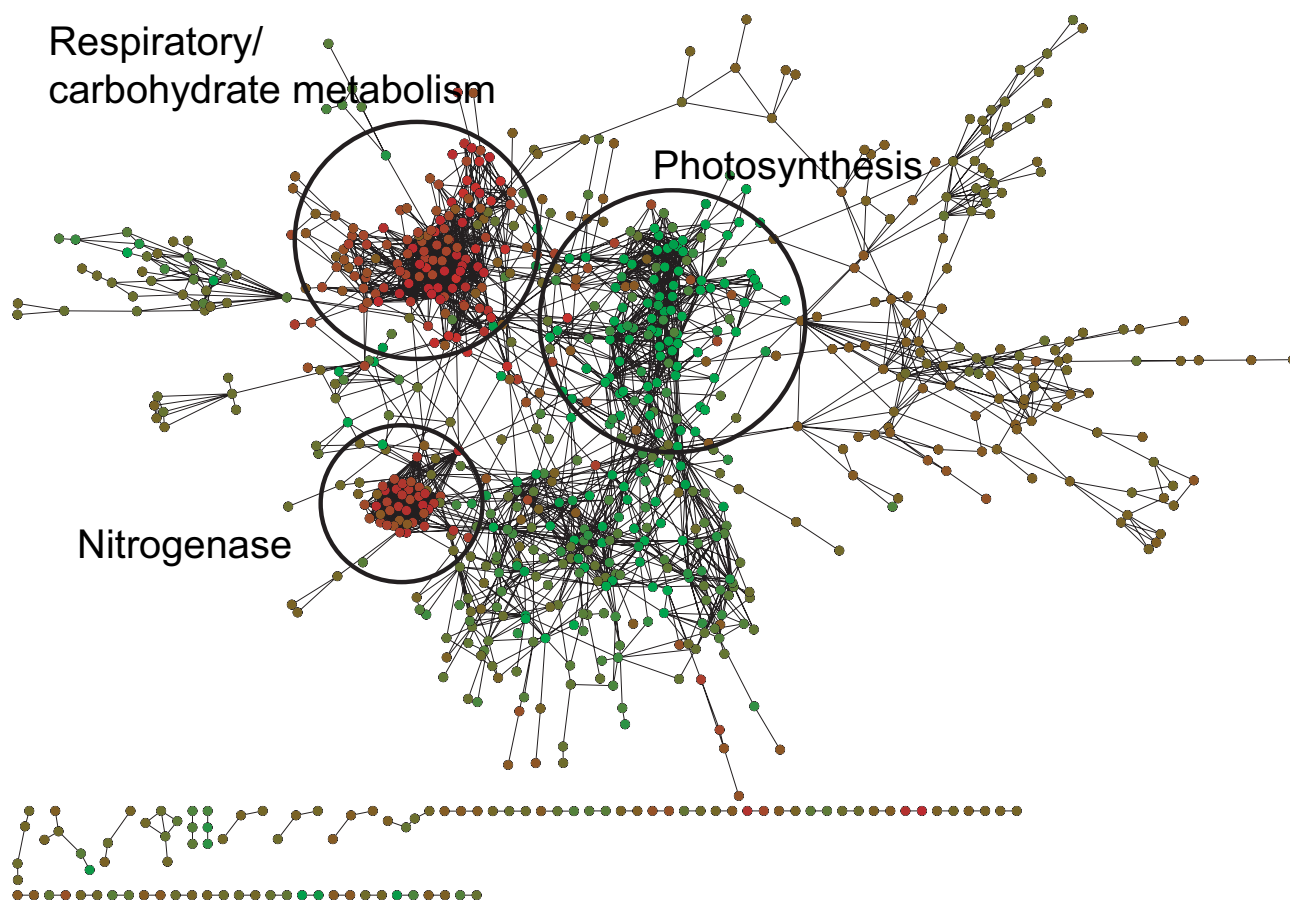 Respiratory/
carbohydrate metabolism
Photosynthesis
Nitrogenase